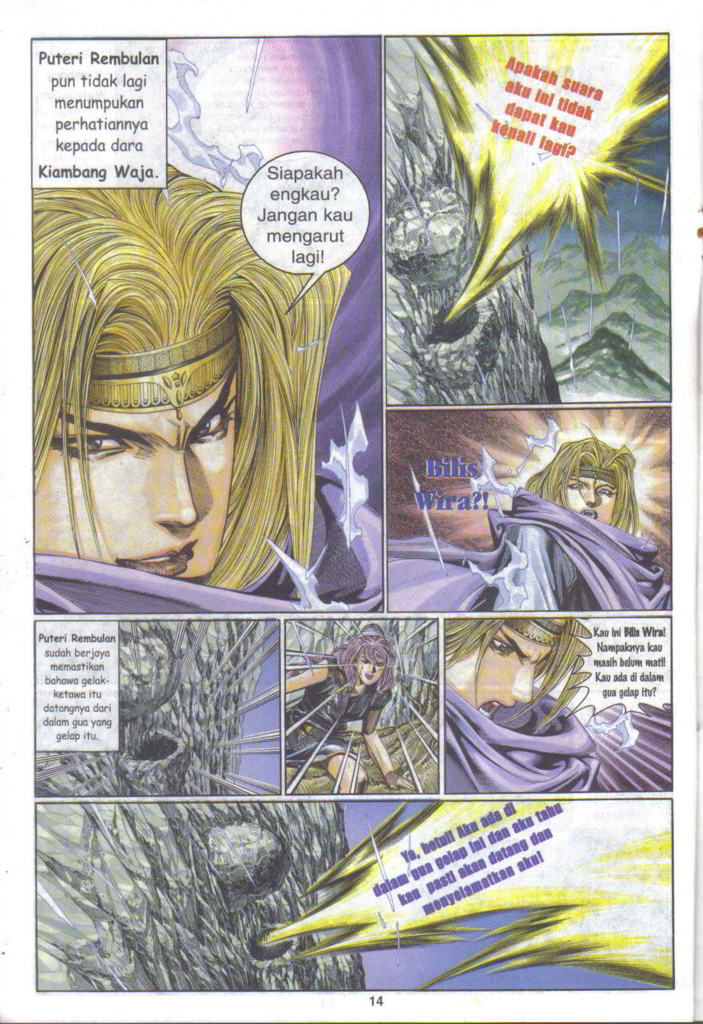 Puteri Rembulan
pun tidak lagi
menumpukan
perhatiannya
kepada dara
Kiambang Waja.
Siapakah
engkau?
Jangan kau
mengarut
lagi!
Apakah suara
aku ini tidak
dapat kau
kenali lagi?
Bilis
Wira?!
Puteri Rembulan
sudah berjaya
memastikan
bahawa gelak-
ketawa itu
datangnya dari
dalam gua yang
gelap itu.
Kau ini Bilis Wira!
Nampaknya kau
masih belum mati!
Kau ada di dalam
gua gelap itu?
Ya, betul! Aku ada di
dalam gua gelap ini dan aku tahu
kau pasti akan datang dan
menyelamatkan aku!
14